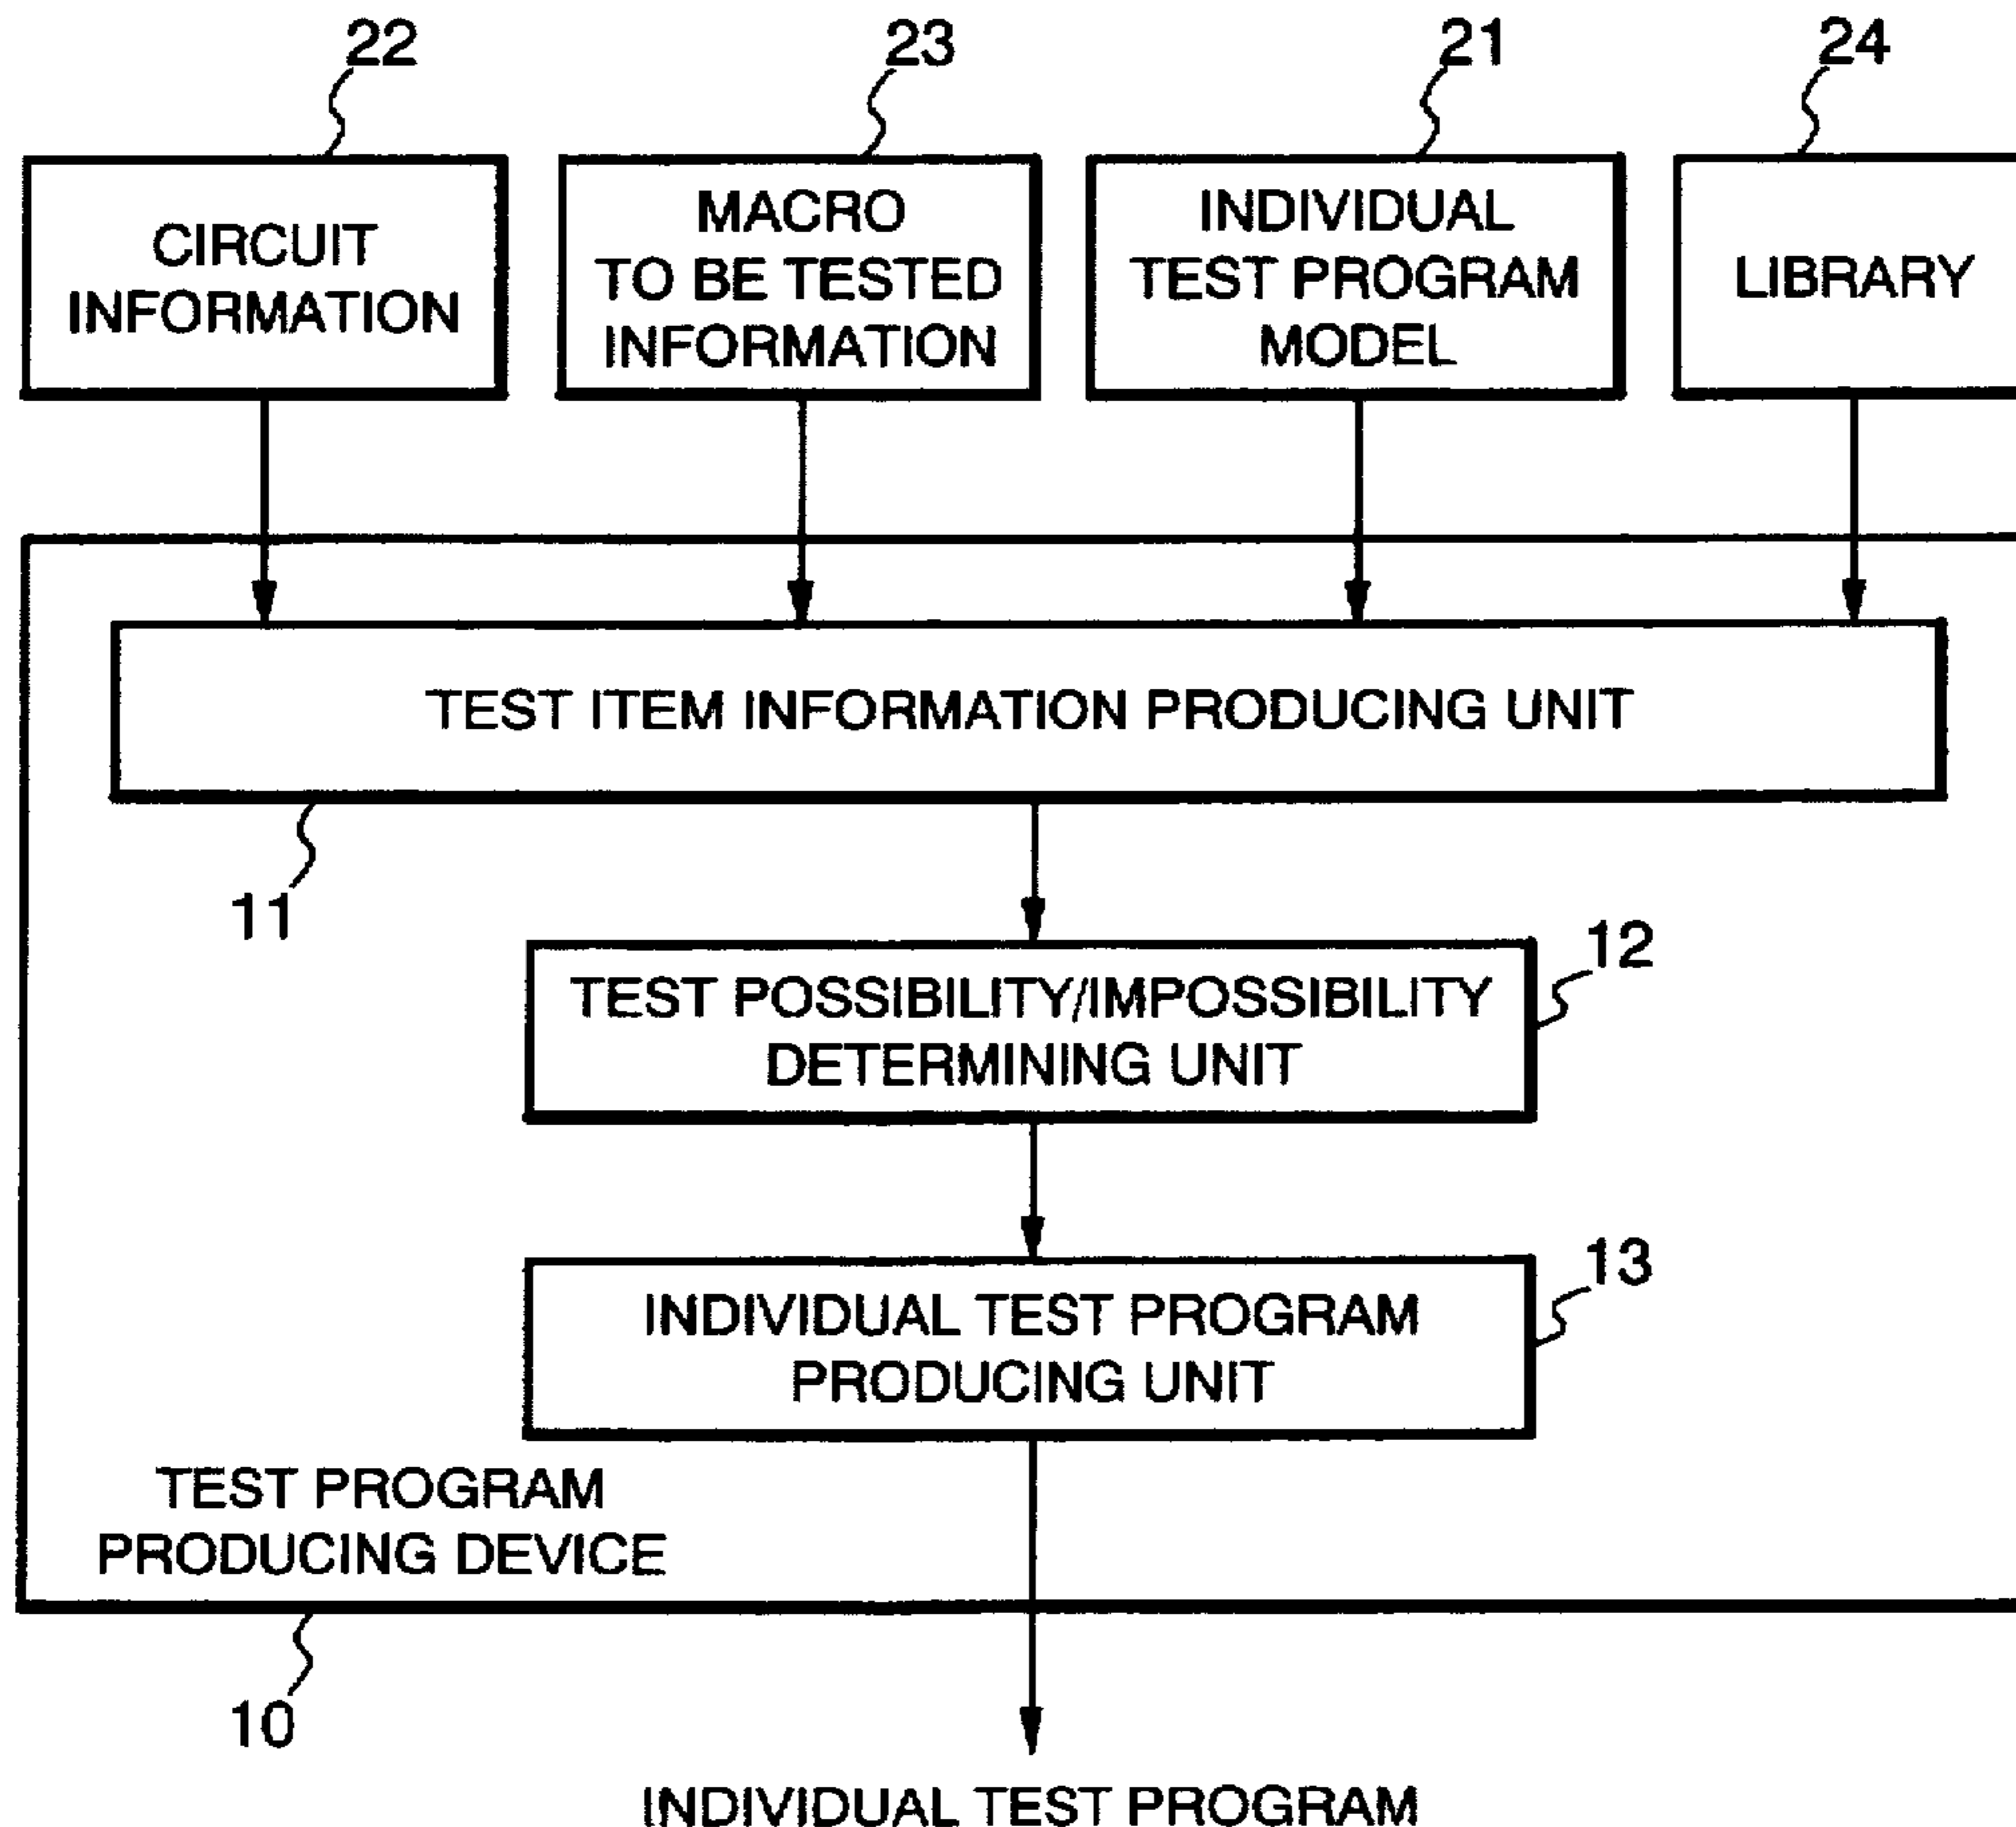 22
23
21
24
CIRCUIT
INFORMATION
MACRO
TO BE TESTED
INFORMATION
INDIVIDUAL
TEST PROGRAM
MODEL
LIBRARY
TEST ITEM INFORMATION PRODUCING UNIT
11
12
TEST POSSIBILITY/IMPOSSIBILITY
DETERMINING UNIT
13
INDIVIDUAL TEST PROGRAM
PRODUCING UNIT
TEST PROGRAM
PRODUCING DEVICE
10
INDIVIDUAL TEST PROGRAM